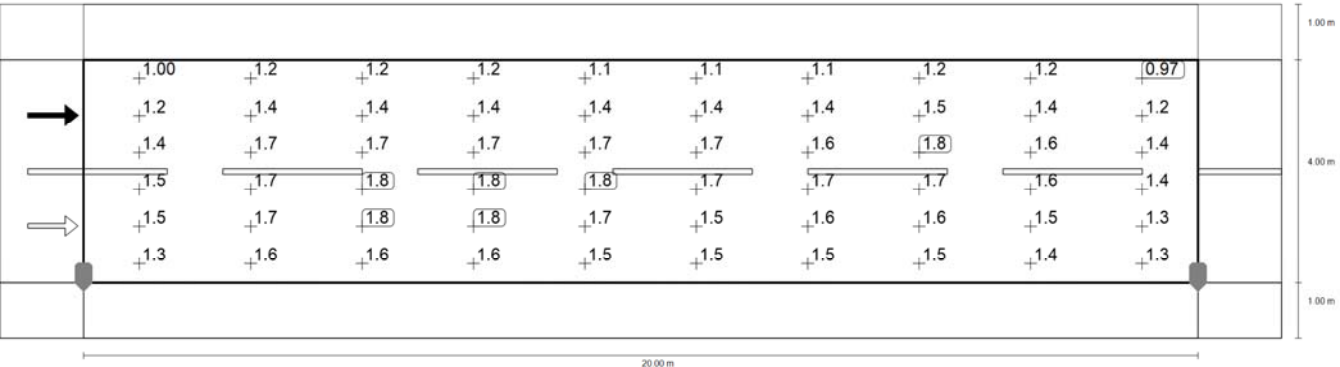 1.00 1.2 1.2 1.2 1.1 1.1 1.1 1.2 1.2 0.97
1.2 1.4 1.4 1.4 1.4 1.4 1.4 1.5 1.4 1.2
1.4 1.7 1.7 1.7 1.7 1.7 1.6 1.8 1.6 1.4
1.5 1.7 1.8 1.8 1.8 1.7 1.7 1.7 1.6 1.4
1.5 1.7 1.8 1.8 1.7 1.5 1.6 1.6 1.5 1.3
1.3 1.6 1.6 1.6 1.5 1.5 1.5 1.5 1.4 1.3
1.00 m
4.00 m
1.00 m
20.00 m